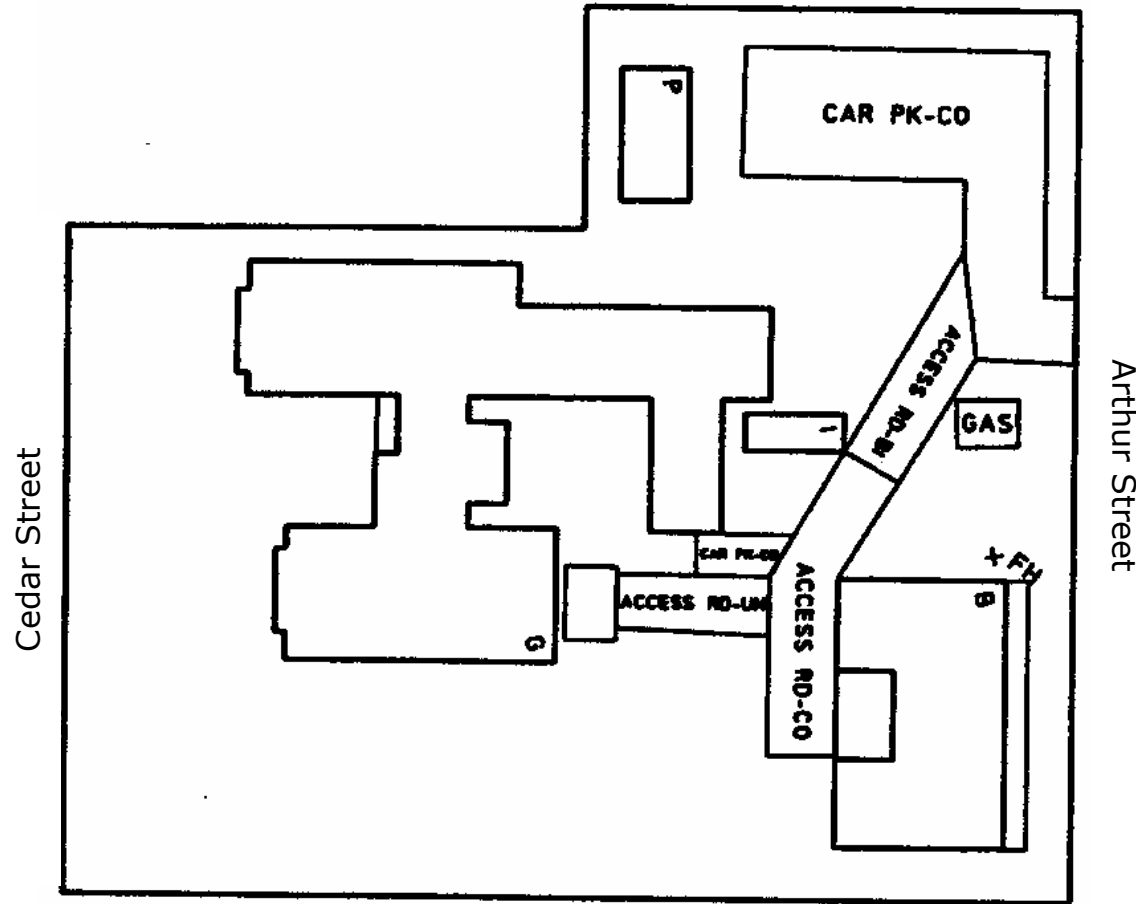 P
CAR PK-CO
ACCESS RD-BI
GAS
Arthur Street
I
Cedar Street
FH
CAR PK-CO
B
ACCESS RD-UN
ACCESS RD-CO
G